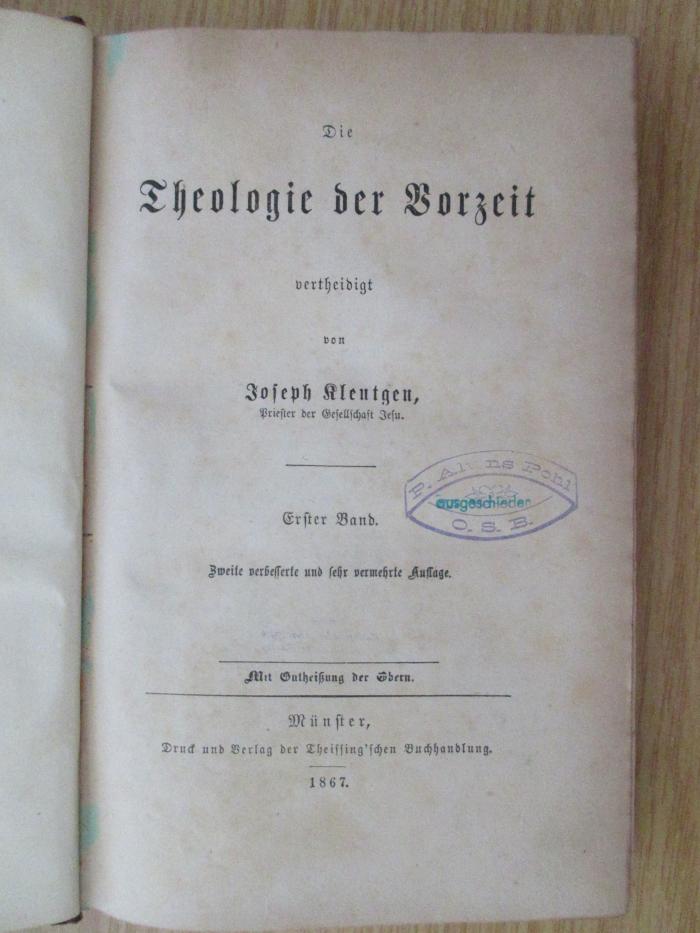 Die
Theologie der Vorzeit
vertheidigt
von
Joseph Kleutgen,
Priester der Gesellschaft Jesu.
Erster Band.
P. Pohl
ausgeschieden
O. S. B.
Zweite verbesserte und sehr vermehrte Auflage.
Mit Gutheißung der Obern.
Münster,
Druck und Verlag der Theissing'schen Buchhandlung.
1867.